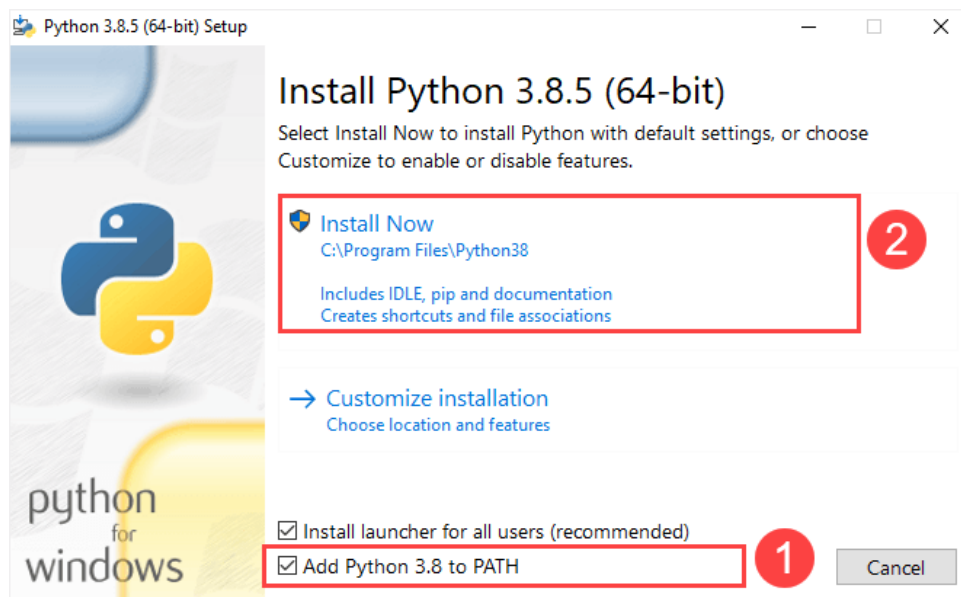 Python 3.8.5 (64-bit) Setup
Install Python 3.8.5 (64-bit)
Select Install Now to install Python with default settings, or choose
Customize to enable or disable features.
Install Now
C:\Program Files\Python38
Includes IDLE, pip and documentation
Creates shortcuts and file associations
2
Customize installation
Choose location and features
python
for
windows
Install launcher for all users (recommended)
Add Python 3.8 to PATH
1
Cancel